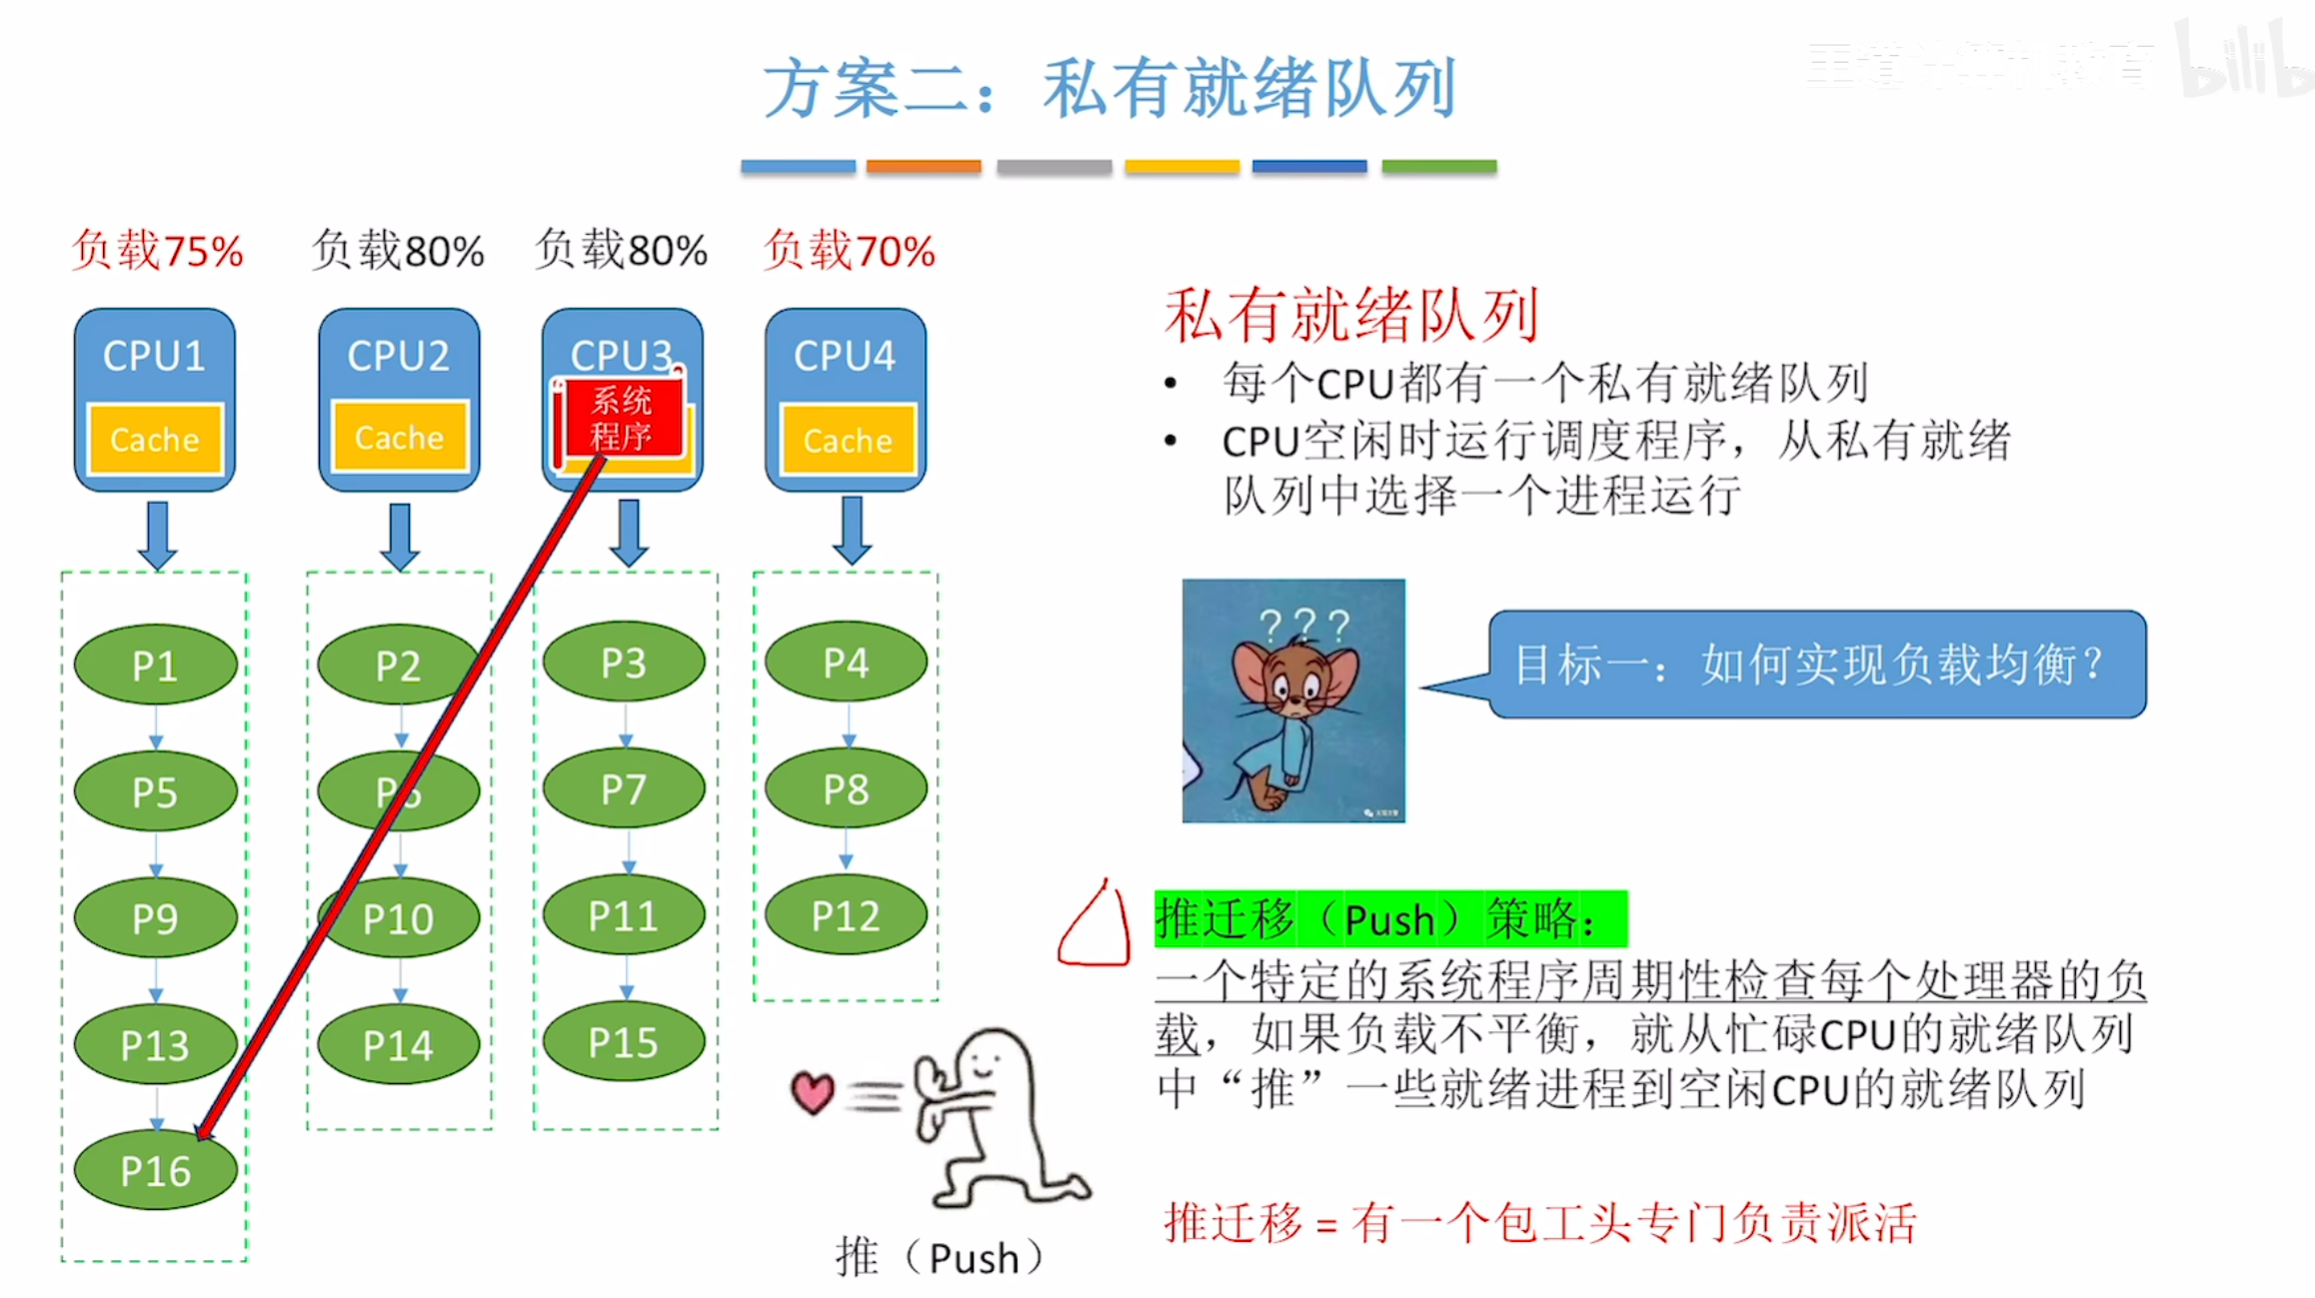 方案二：私有就绪队列
bilib
负载75%
负载80%
负载80%
负载70%
CPU1
CPU2
CPU3
CPU4
Cache
Cache
系统
程序
Cache
P1
P5
P9
P13
P16
P2
P6
P10
P14
P3
P7
P11
P15
P4
P8
P12
推（Push）
私有就绪队列
• 每个CPU都有一个私有就绪队列
• CPU空闲时运行调度程序，从私有就绪
队列中选择一个进程运行
? ? ?
目标一：如何实现负载均衡？
推迁移（Push）策略：
一个特定的系统程序周期性检查每个处理器的负
载，如果负载不平衡，就从忙碌CPU的就绪队列
中“推”一些就绪进程到空闲CPU的就绪队列
推迁移 = 有一个包工头专门负责派活